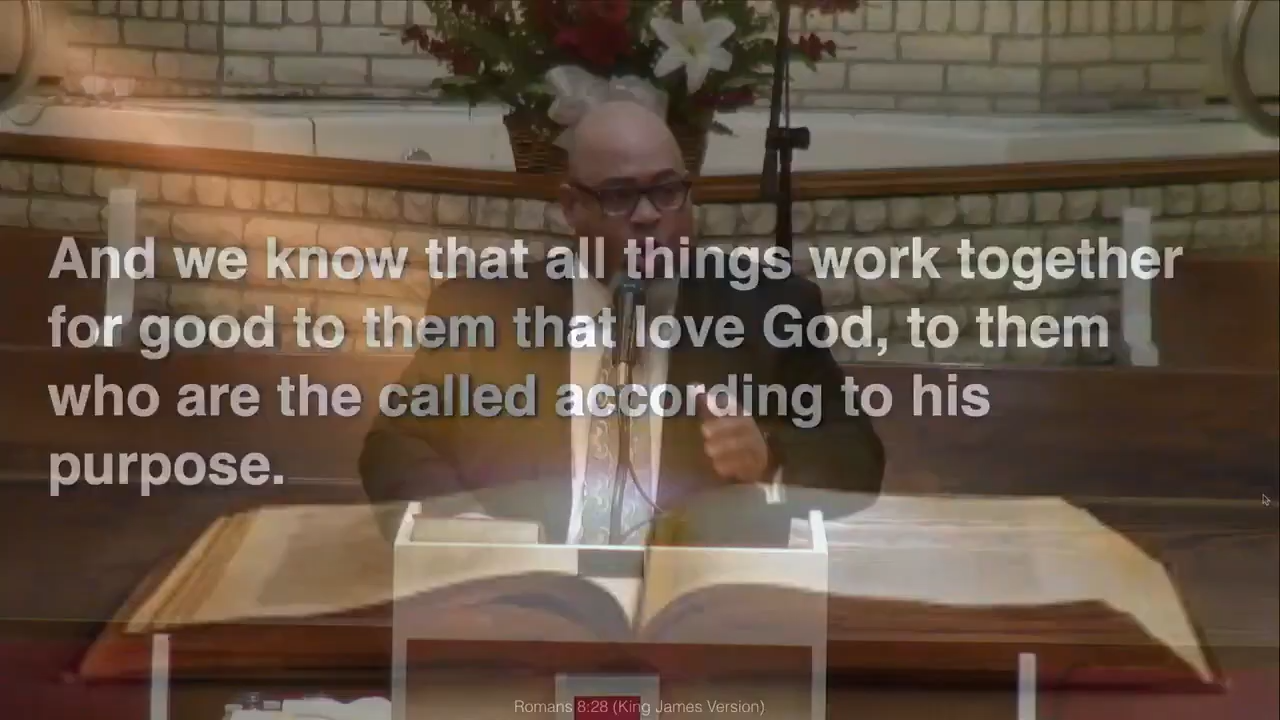 And we know that all things work together
for good to them that love God, to them
who are the called according to his
purpose.
Romans 8:28 (King James Version)